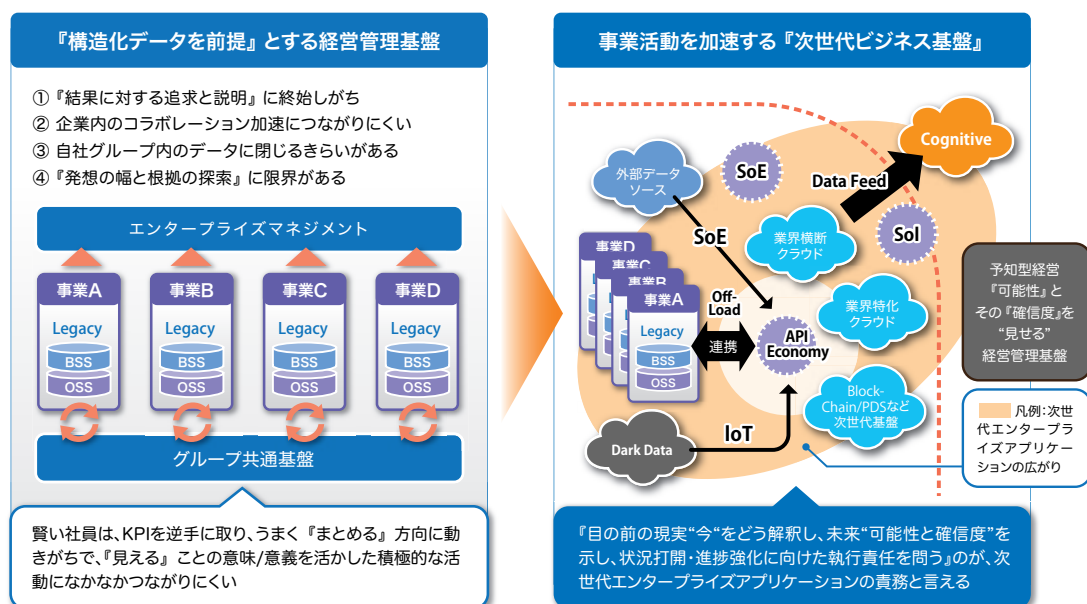 『構造化データを前提』とする経営管理基盤
① 『結果に対する追求と説明』に終始しがち
② 企業内のコラボレーション加速につながりにくい
③ 自社グループ内のデータに閉じるきらいがある
④ 『発想の幅と根拠の探索』に限界がある
エンタープライズマネジメント
事業A
事業B
事業C
事業D
Legacy
Legacy
Legacy
Legacy
BSS
BSS
BSS
BSS
OSS
OSS
OSS
OSS
グループ共通基盤
賢い社員は、KPIを逆手に取り、うまく『まとめる』方向に動
きがちで、『見える』ことの意味/意義を活かした積極的な活
動になかなかつながりにくい
事業活動を加速する『次世代ビジネス基盤』
Cognitive
外部データ
ソース
SoE
Data Feed
SoE
業界横断
クラウド
SoI
事業D
事業C
事業B
事業A
Legacy
BSS
OSS
Off-
Load
連携
API
Economy
業界特化
クラウド
Block-
Chain/PDSなど
次世代基盤
IoT
Dark Data
予知型経営
『可能性』と
その『確信度』を
“見せる”
経営管理基盤
凡例：次世
代エンタープラ
イズアプリケー
ションの広がり
『目の前の現実“今“をどう解釈し、未来“可能性と確信度”を
示し、状況打開・進捗強化に向けた執行責任を問う』のが、次
世代エンタープライズアプリケーションの責務と言える